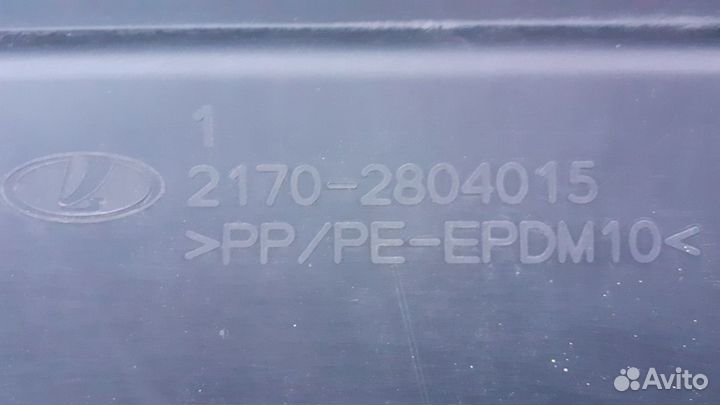 1
2170-2804015
>PP/PE-EPDM10<
Avito